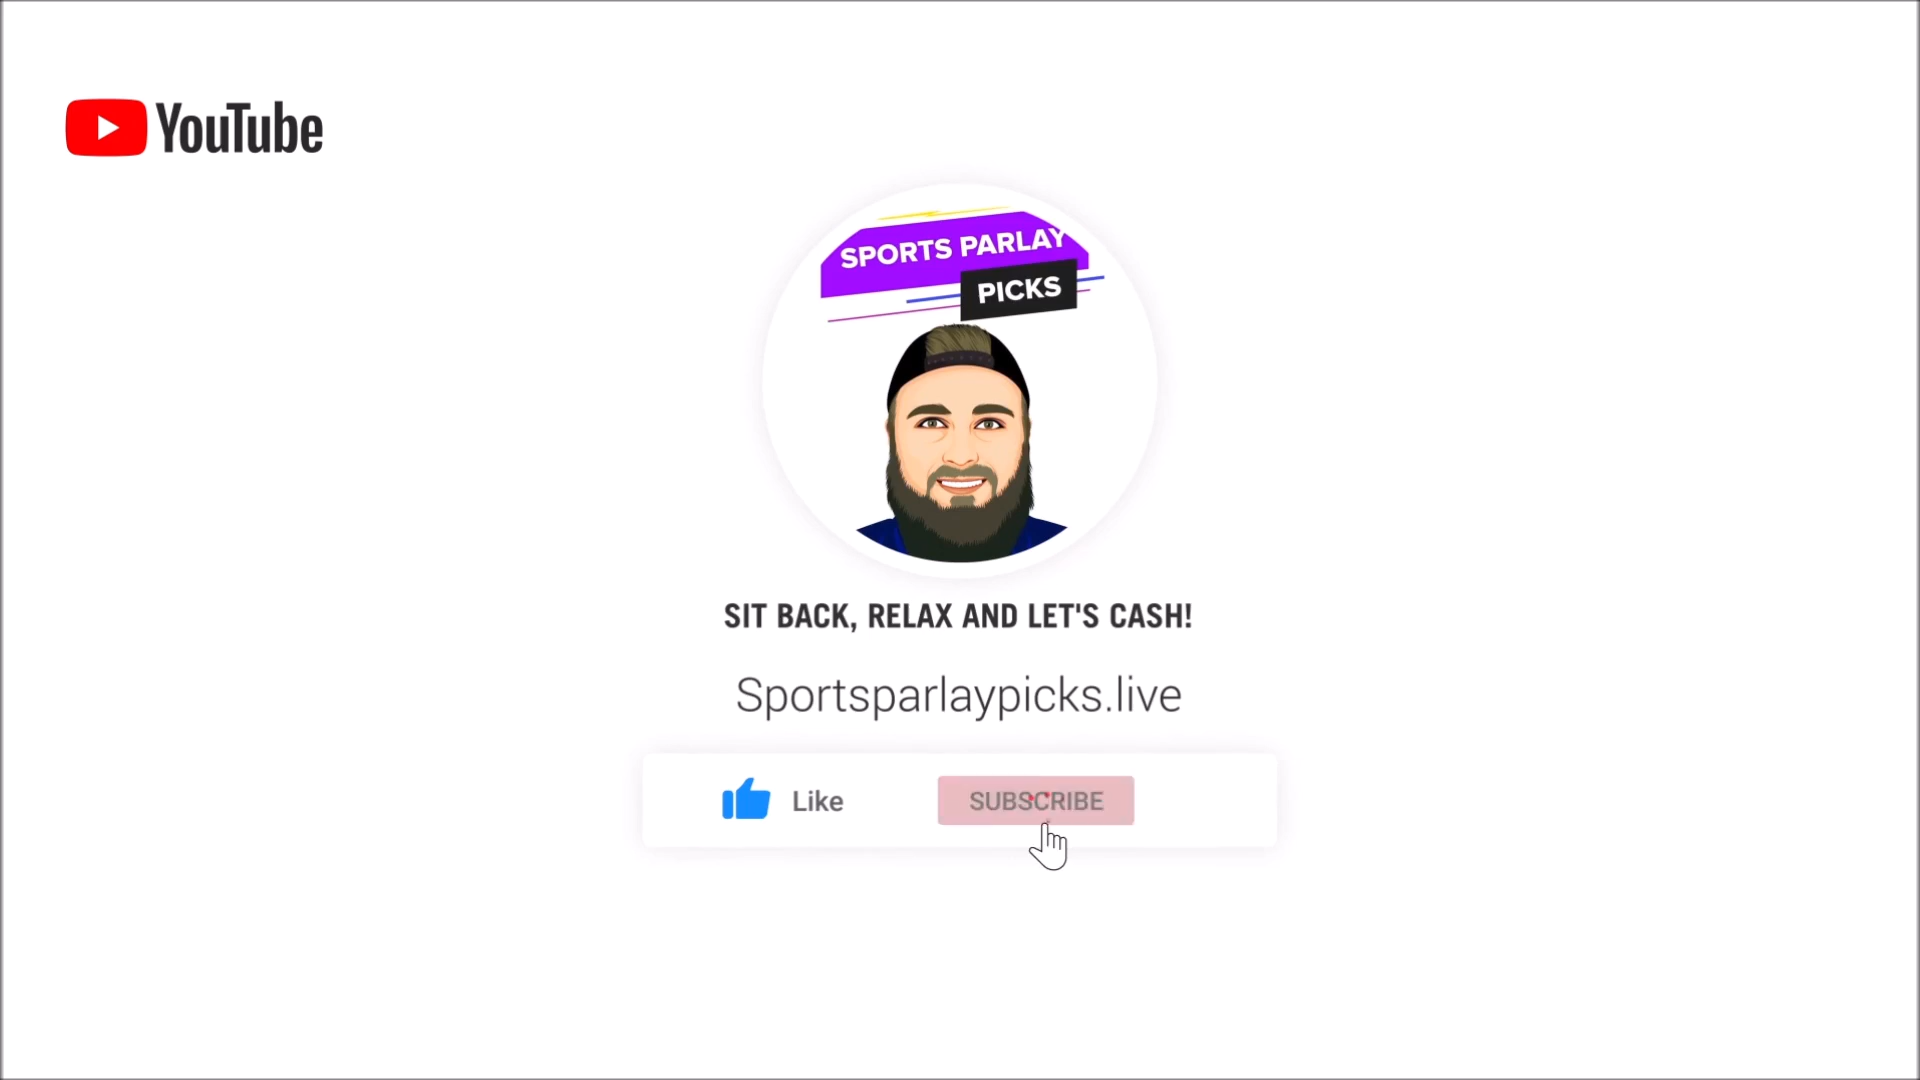 YouTube
SPORTS PARLAY
PICKS
SIT BACK, RELAX AND LET'S CASH!
Sportsparlaypicks.live
Like
SUBSCRIBE